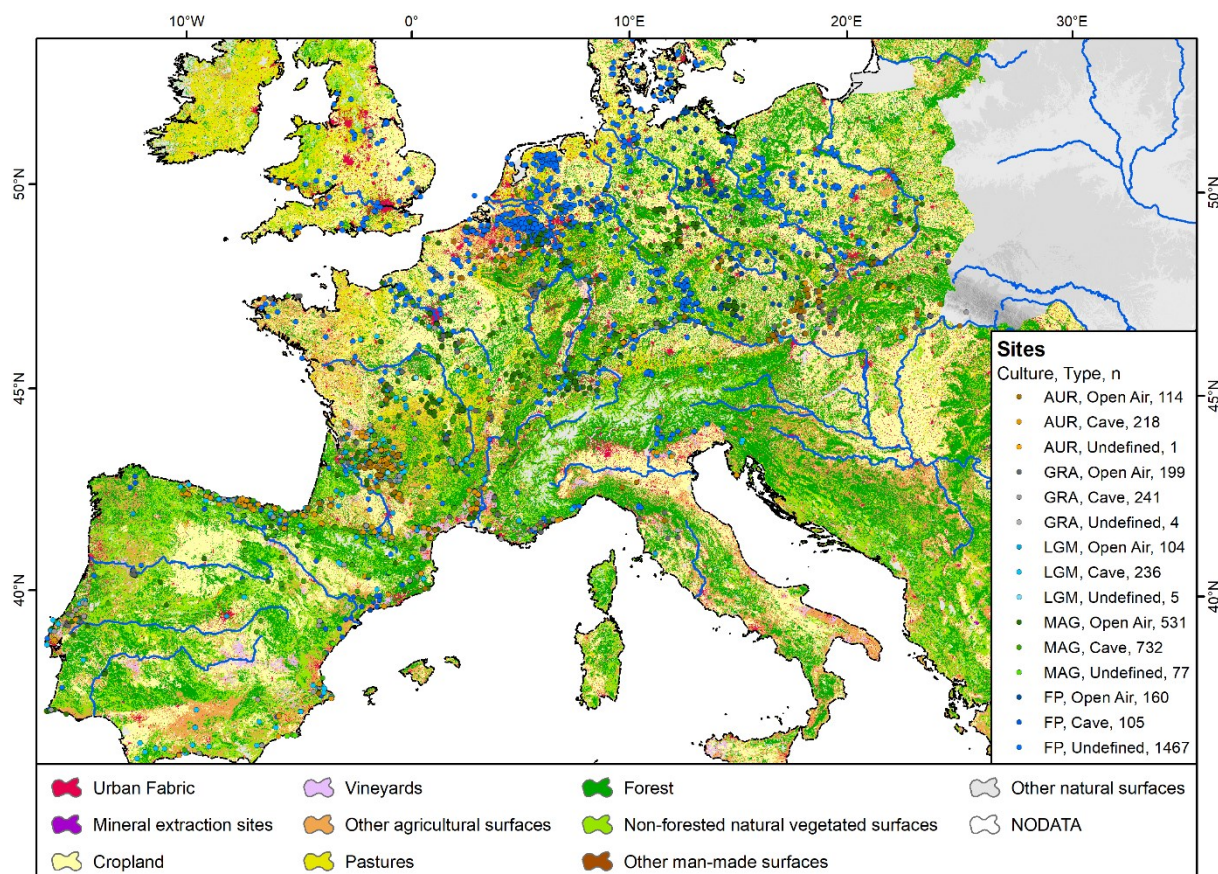 10°W 0° 10°E 20°E 30°E
50°N 50°N
45°N 45°N
40°N 40°N
Sites
Culture, Type, n
AUR, Open Air, 114
AUR, Cave, 218
AUR, Undefined, 1
GRA, Open Air, 199
GRA, Cave, 241
GRA, Undefined, 4
LGM, Open Air, 104
LGM, Cave, 236
LGM, Undefined, 5
MAG, Open Air, 531
MAG, Cave, 732
MAG, Undefined, 77
FP, Open Air, 160
FP, Cave, 105
FP, Undefined, 1467
Urban Fabric Vineyards Forest Other natural surfaces
Mineral extraction sites Other agricultural surfaces Non-forested natural vegetated surfaces NODATA
Cropland Pastures Other man-made surfaces